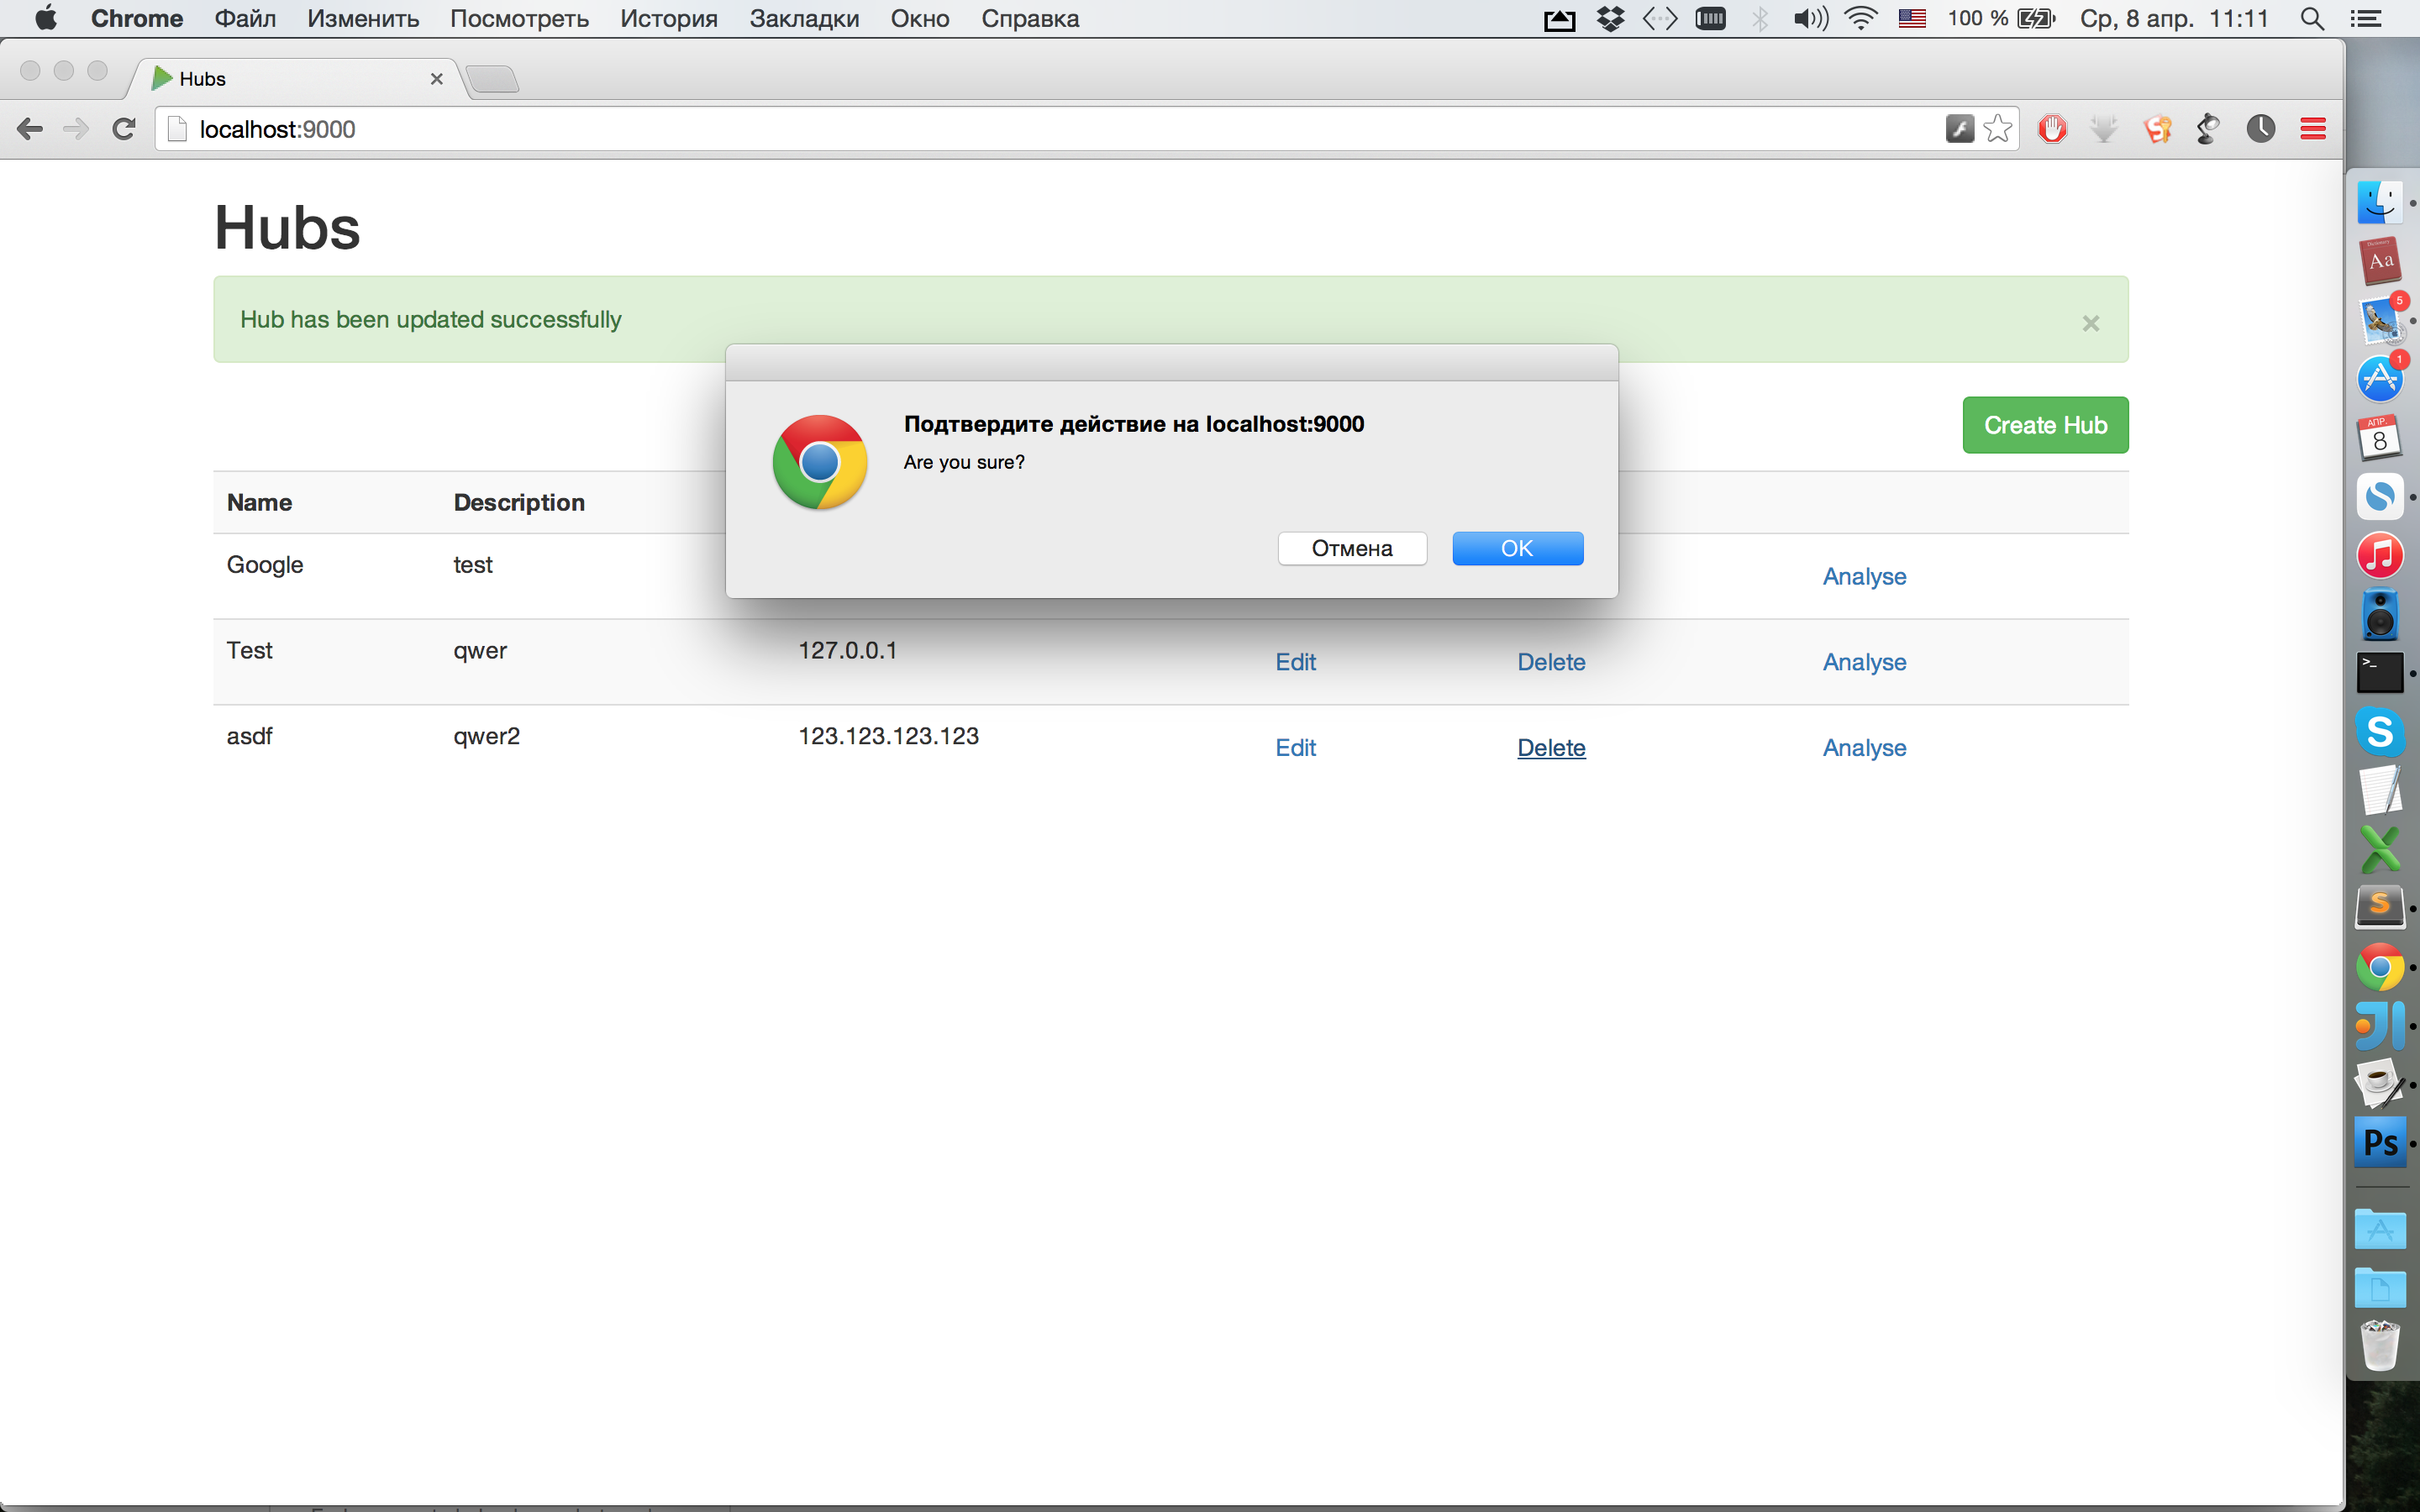 Chrome Файл Изменить Посмотреть История Закладки Окно Справка 100 % Ср, 8 апр. 11:11
Hubs
localhost:9000
Hubs
Hub has been updated successfully ×
Подтвердите действие на localhost:9000
Are you sure?
Отмена OK
Create Hub
Name Description
Google test Analyse
Test qwer 127.0.0.1 Edit Delete Analyse
asdf qwer2 123.123.123.123 Edit Delete Analyse
Dictionary
Aa
5
1
АПР.
8
>_
S
S
Ps